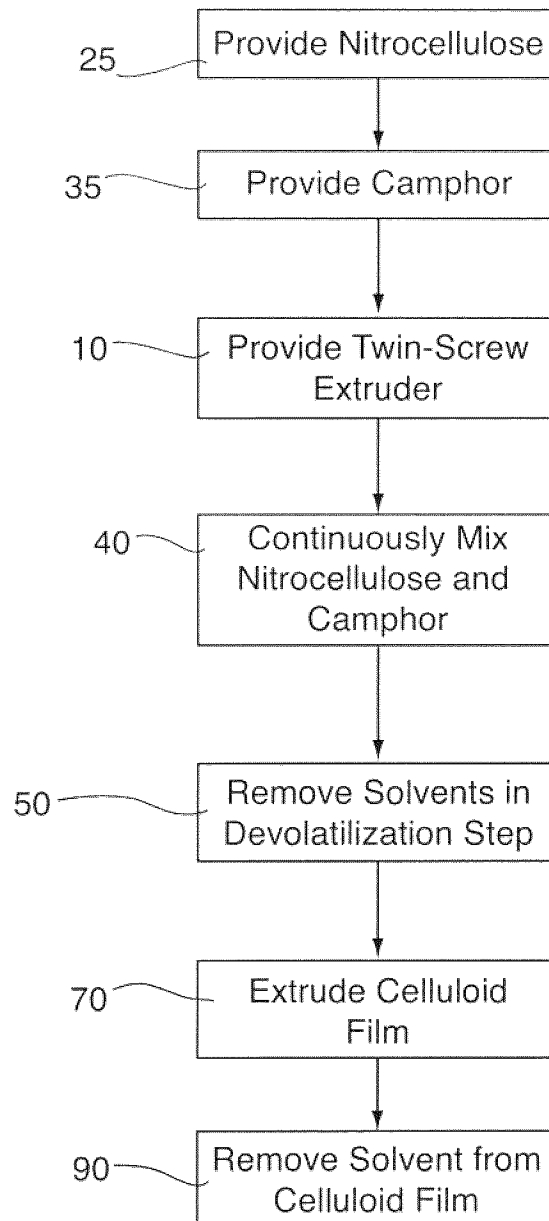 25
Provide Nitrocellulose
35
Provide Camphor
10
Provide Twin-Screw
Extruder
40
Continuously Mix
Nitrocellulose and
Camphor
50
Remove Solvents in
Devolatilization Step
70
Extrude Celluloid
Film
90
Remove Solvent from
Celluloid Film